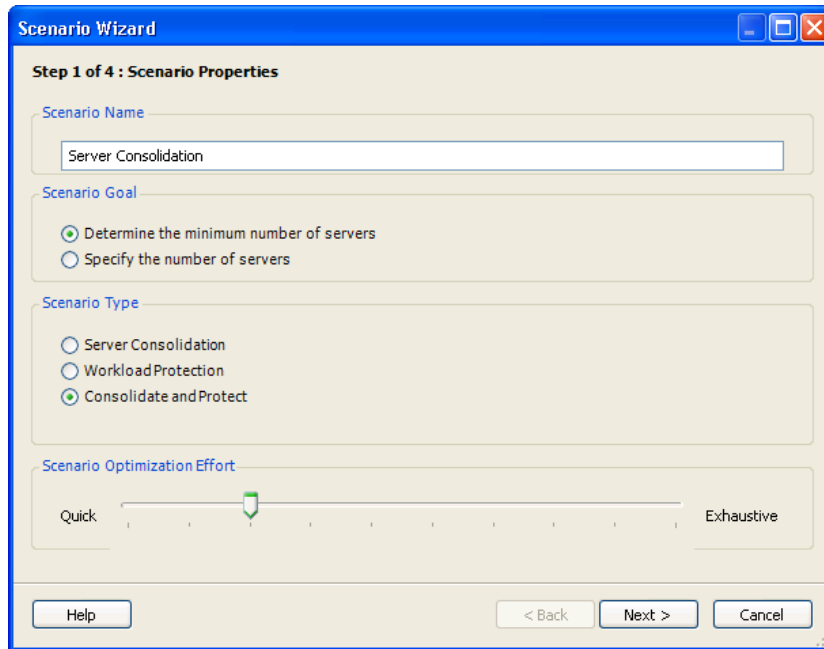 Scenario Wizard
Step 1 of 4 : Scenario Properties
Scenario Name
Server Consolidation
Scenario Goal
Determine the minimum number of servers
Specify the number of servers
Scenario Type
Server Consolidation
Workload Protection
Consolidate and Protect
Scenario Optimization Effort
Quick Exhaustive
Help < Back Next > Cancel